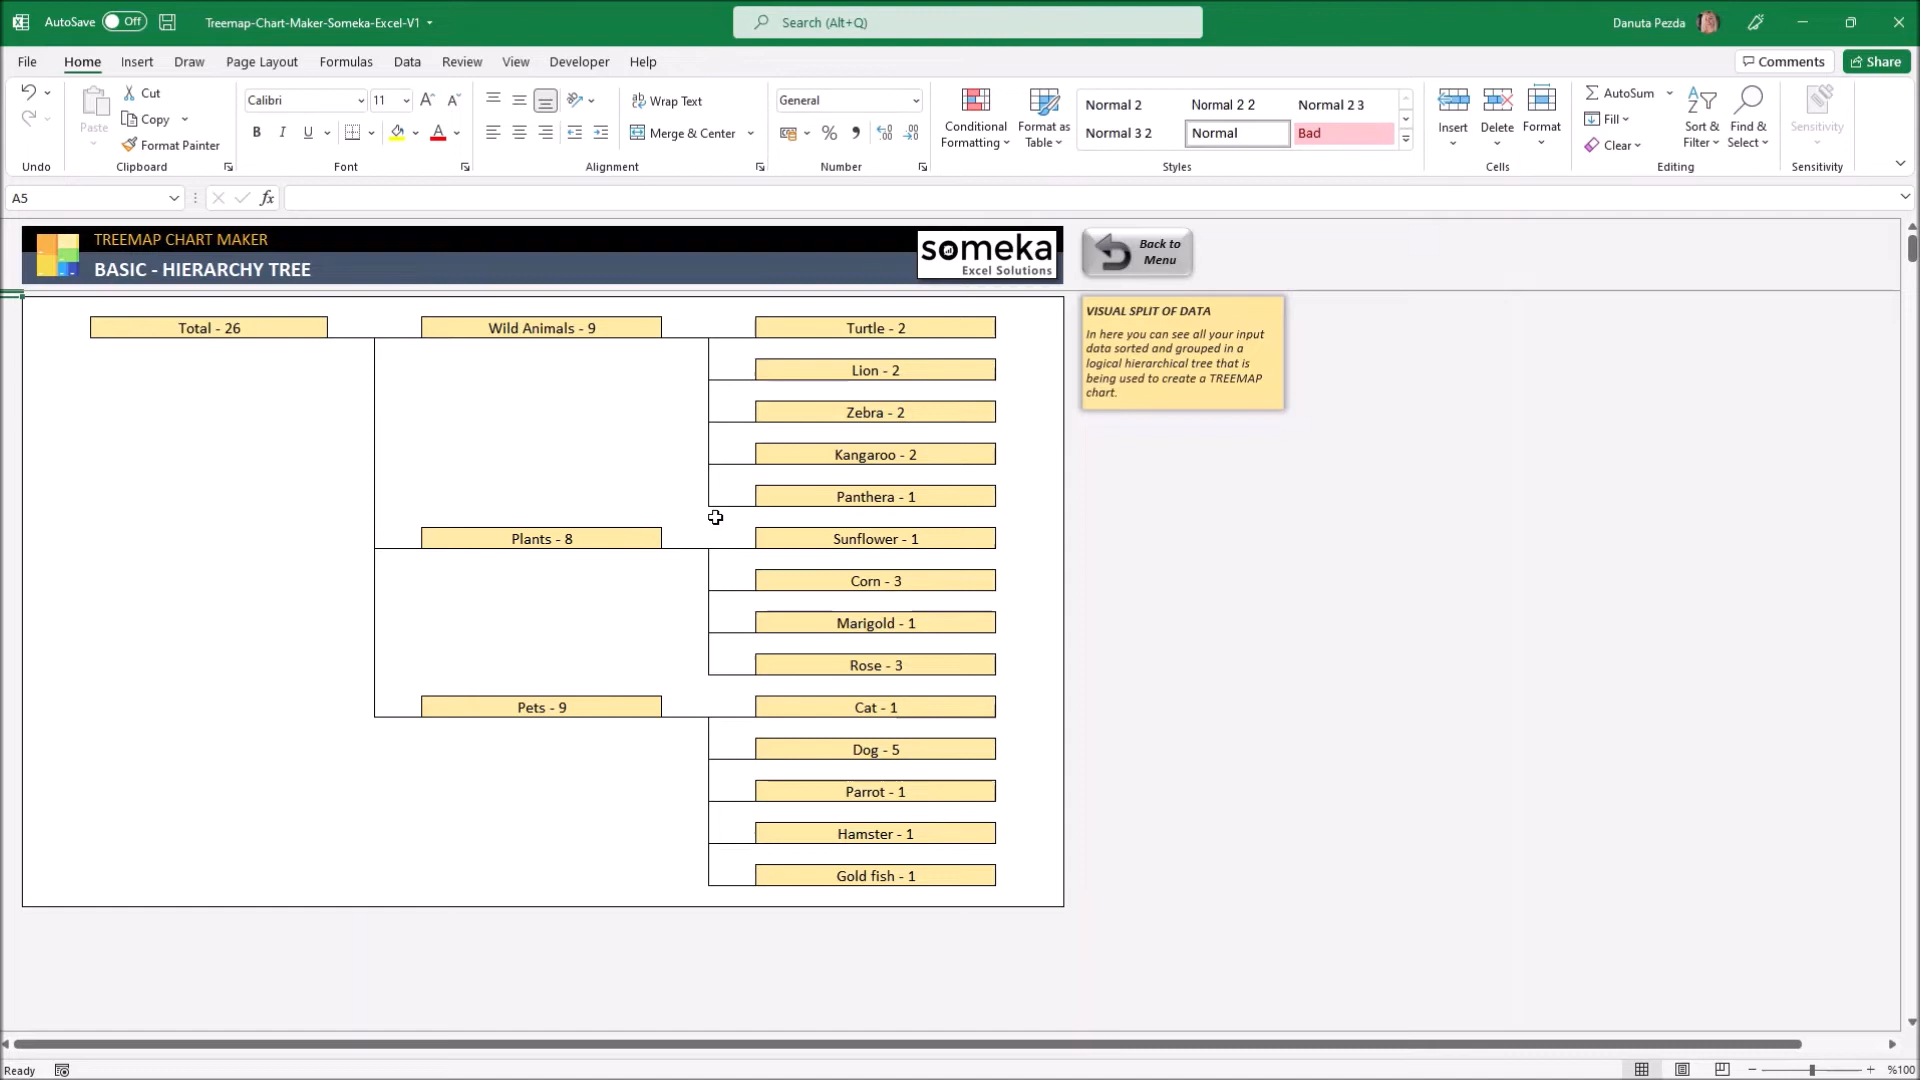 AutoSave Off Treemap-Chart-Maker-Someka-Excel-V1 Search (Alt+Q) Danuta Pezda
File Home Insert Draw Page Layout Formulas Data Review View Developer Help Comments Share
Paste Cut Copy Format Painter
Calibri 11
B I U A
Wrap Text
Merge & Center
General
Conditional Formatting Format as Table
Normal 2 Normal 2 2 Normal 2 3
Normal 3 2 Normal Bad
Insert Delete Format
AutoSum Fill Clear
Sort & Filter Find & Select
Sensitivity
Undo Clipboard Font Alignment Number Styles Cells Editing Sensitivity
A5 fx
TREEMAP CHART MAKER
BASIC - HIERARCHY TREE
someka
Excel Solutions
Back to
Menu
Total - 26 Wild Animals - 9 Turtle - 2
Lion - 2
Zebra - 2
Kangaroo - 2
Panthera - 1
Plants - 8 Sunflower - 1
Corn - 3
Marigold - 1
Rose - 3
Pets - 9 Cat - 1
Dog - 5
Parrot - 1
Hamster - 1
Gold fish - 1
VISUAL SPLIT OF DATA
In here you can see all your input
data sorted and grouped in a
logical hierarchical tree that is
being used to create a TREEMAP
chart.
Ready %100